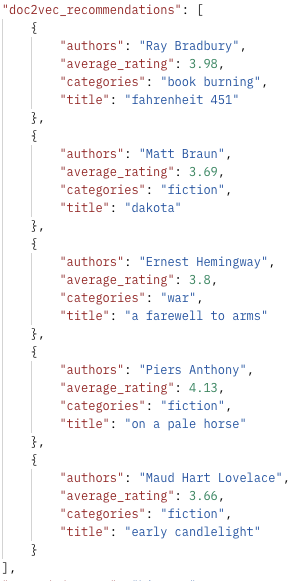 "doc2vec_recommendations": [
{
"authors": "Ray Bradbury",
"average_rating": 3.98,
"categories": "book burning",
"title": "fahrenheit 451"
},
{
"authors": "Matt Braun",
"average_rating": 3.69,
"categories": "fiction",
"title": "dakota"
},
{
"authors": "Ernest Hemingway",
"average_rating": 3.8,
"categories": "war",
"title": "a farewell to arms"
},
{
"authors": "Piers Anthony",
"average_rating": 4.13,
"categories": "fiction",
"title": "on a pale horse"
},
{
"authors": "Maud Hart Lovelace",
"average_rating": 3.66,
"categories": "fiction",
"title": "early candlelight"
}
],